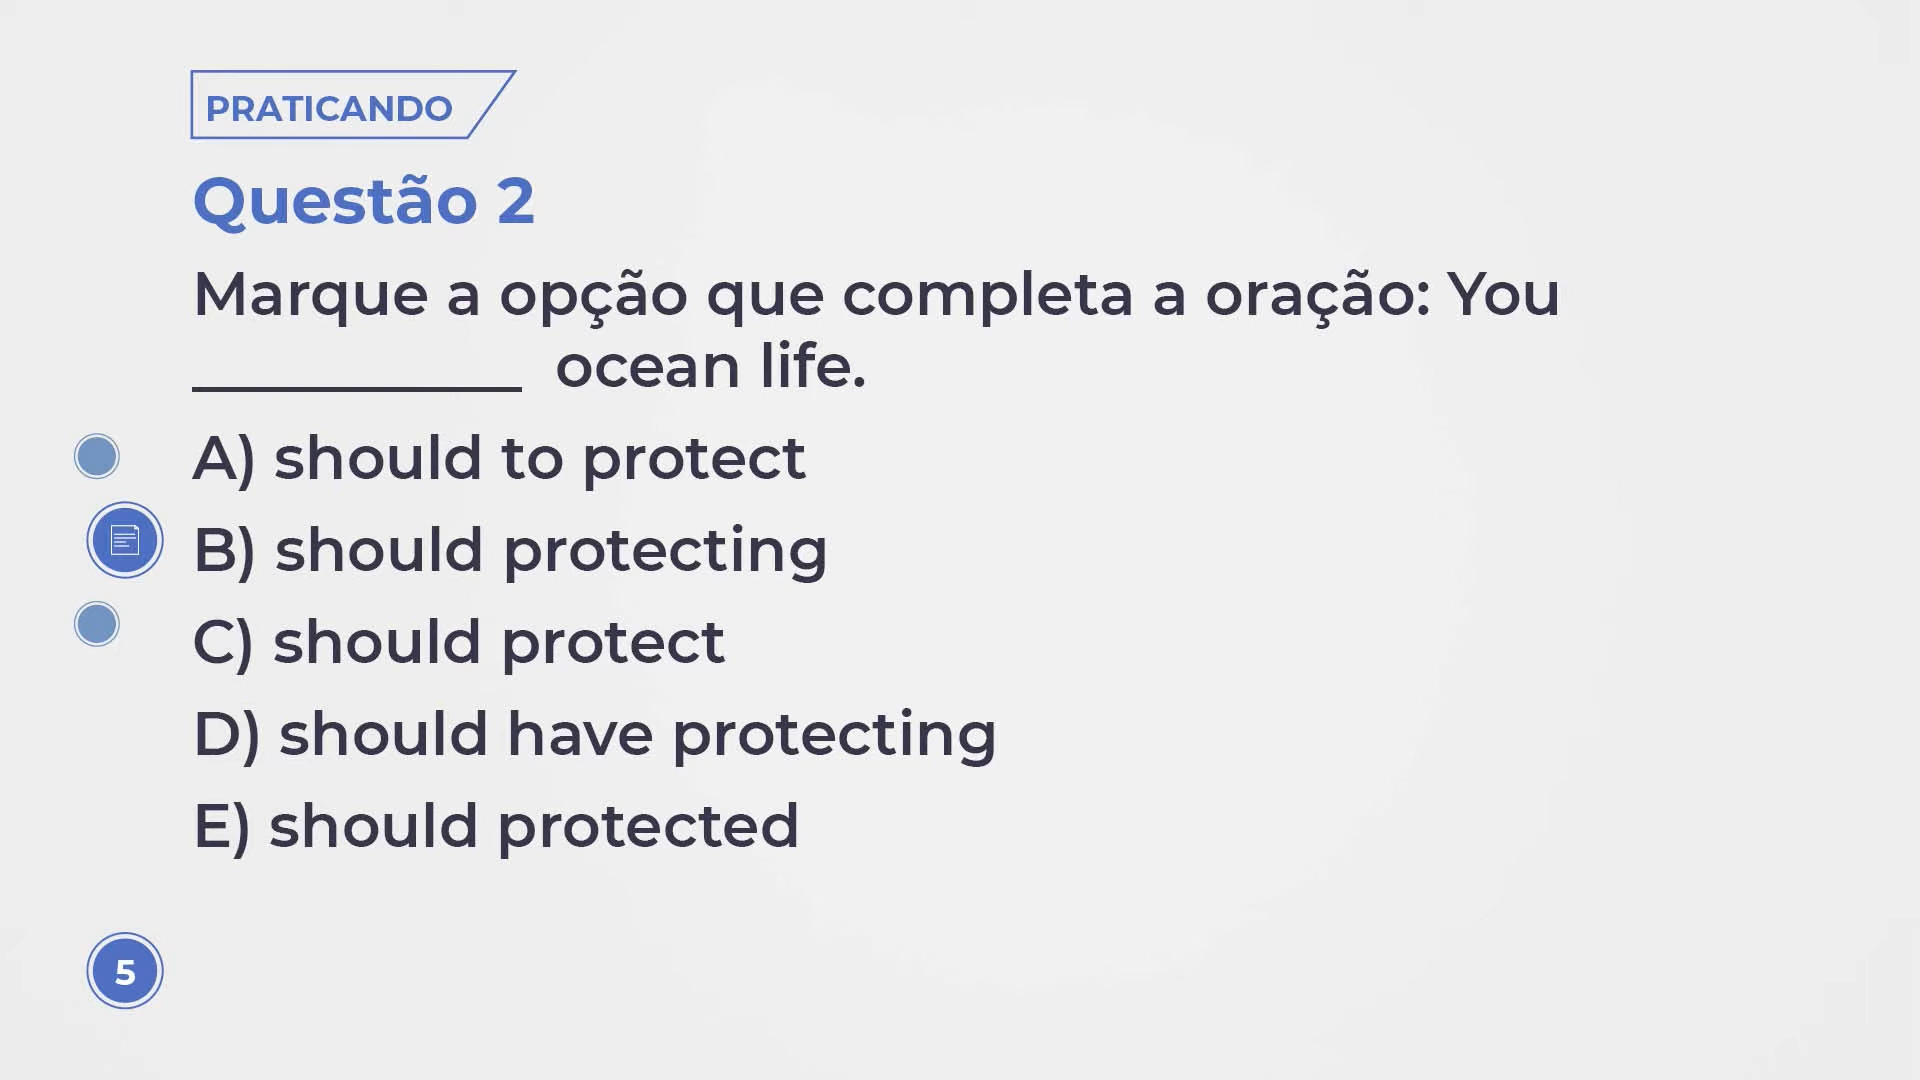 PRATICANDO
Questão 2
Marque a opção que completa a oração: You
__________ ocean life.
A) should to protect
B) should protecting
C) should protect
D) should have protecting
E) should protected
5